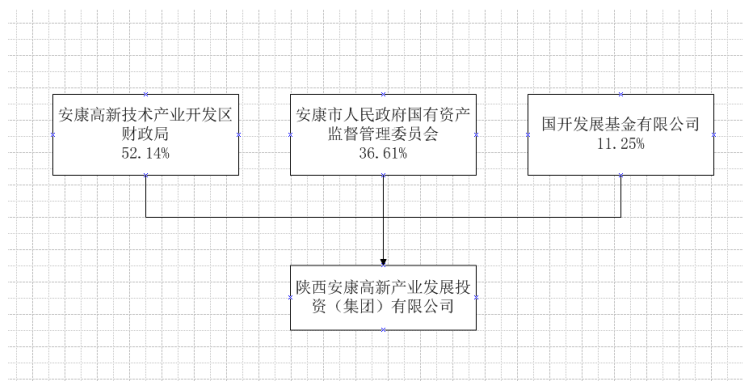 安康高新技术产业开发区
财政局
52.14%
安康市人民政府国有资产
监督管理委员会
36.61%
国开发展基金有限公司
11.25%
陕西安康高新产业发展投
资（集团）有限公司